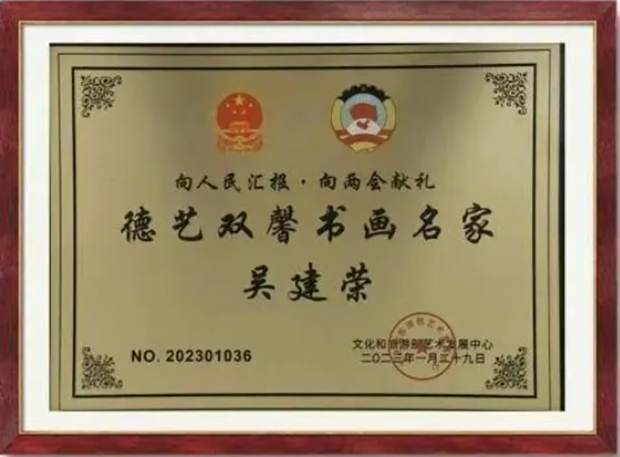 向人民汇报·向两会献礼
德艺双馨书画名家
吴建荣
NO. 202301036
文化和旅游部艺术发展中心
二〇二三年一月二十九日